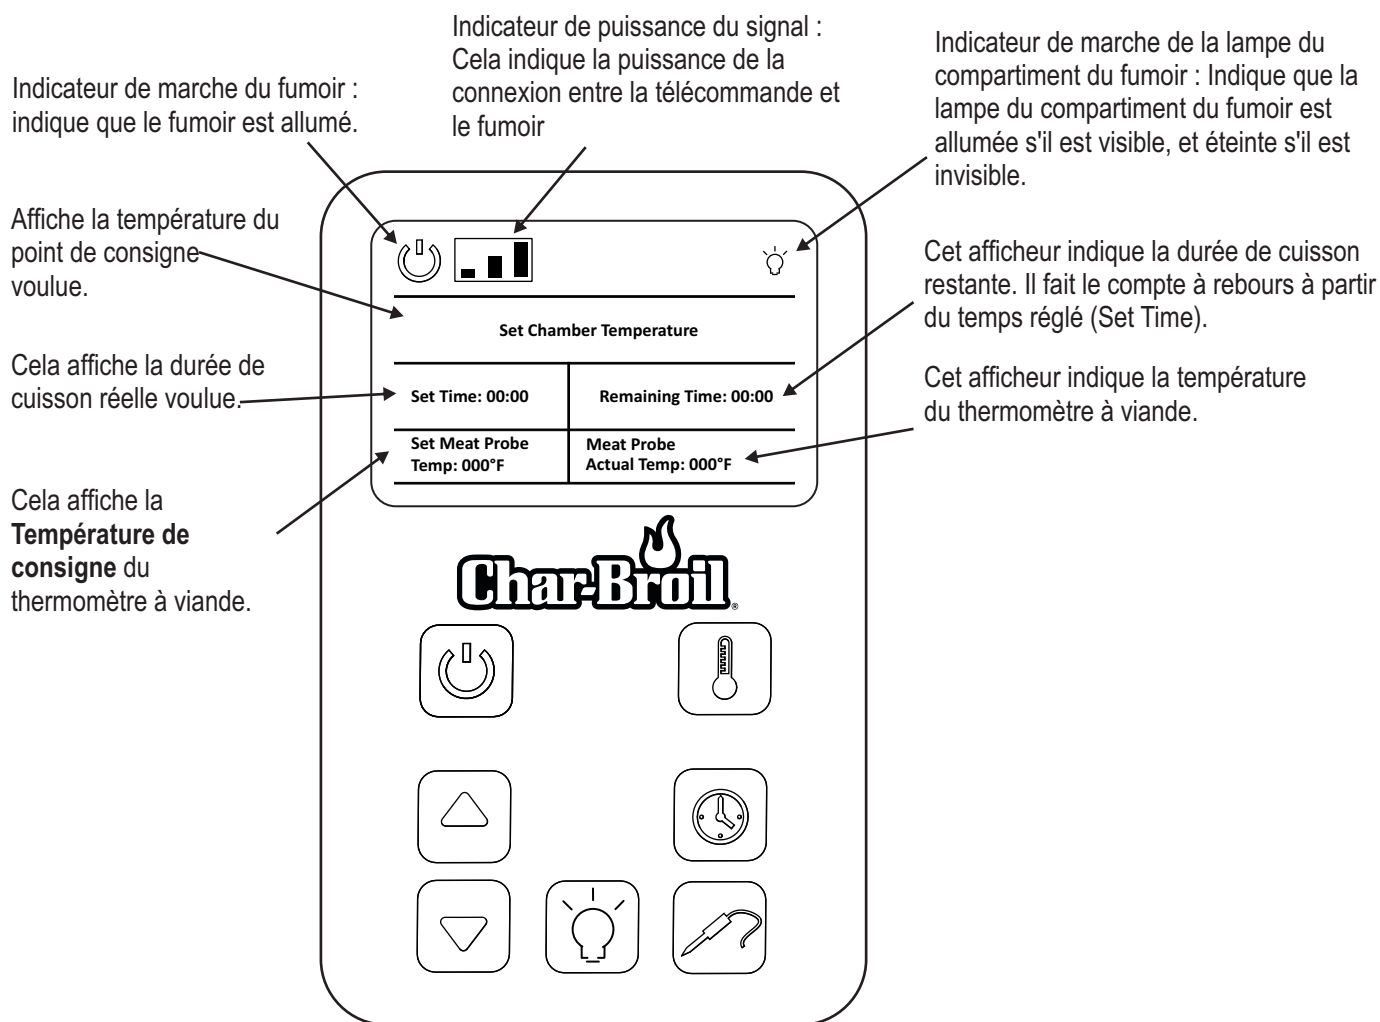 Indicateur de puissance du signal :
Cela indique la puissance de la
connexion entre la télécommande et
le fumoir
Indicateur de marche de la lampe du
compartiment du fumoir : Indique que la
lampe du compartiment du fumoir est
allumée s'il est visible, et éteinte s'il est
invisible.
Indicateur de marche du fumoir :
indique que le fumoir est allumé.
Affiche la température du
point de consigne
voulue.
Cet afficheur indique la durée de cuisson
restante. Il fait le compte à rebours à partir
du temps réglé (Set Time).
Cela affiche la durée de
cuisson réelle voulue.
Cet afficheur indique la température
du thermomètre à viande.
Cela affiche la
Température de
consigne du
thermomètre à viande.
Set Chamber Temperature
Set Time: 00:00
Remaining Time: 00:00
Set Meat Probe
Temp: 000°F
Meat Probe
Actual Temp: 000°F
Char-Broil®